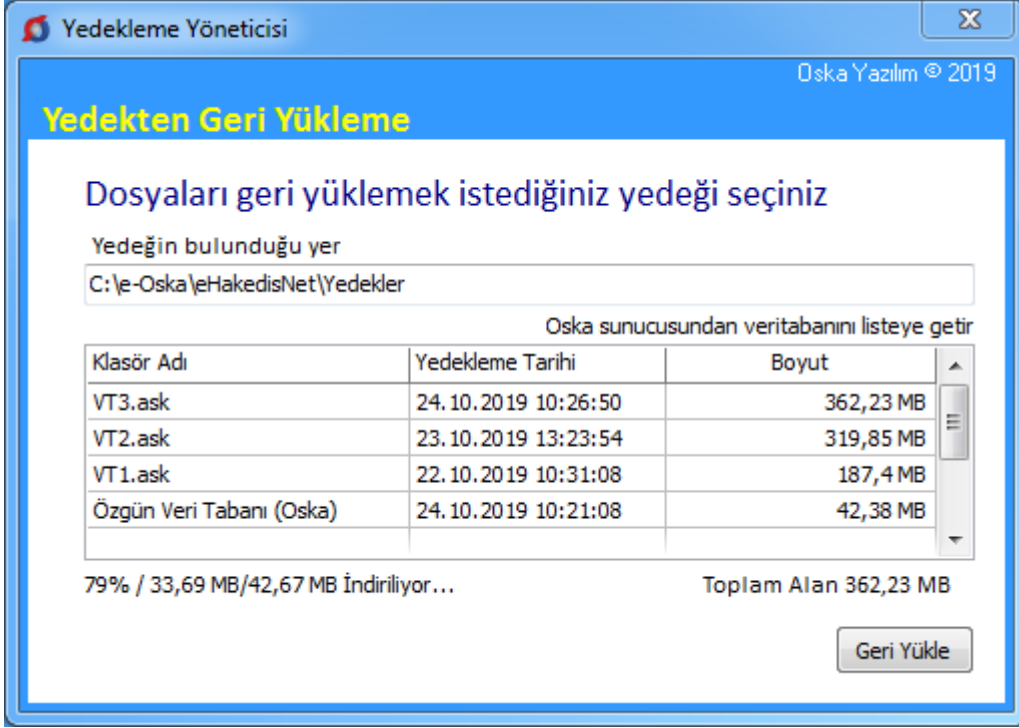 Yedekleme Yöneticisi
Oska Yazılım © 2019
Yedekten Geri Yükleme
Dosyaları geri yüklemek istediğiniz yedeği seçiniz
Yedeğin bulunduğu yer
C:\e-Oska\eHakedisNet\Yedekler
Oska sunucusundan veritabanını listeye getir
Klasör Adı Yedekleme Tarihi Boyut
VT3.ask 24.10.2019 10:26:50 362,23 MB
VT2.ask 23.10.2019 13:23:54 319,85 MB
VT1.ask 22.10.2019 10:31:08 187,4 MB
Özgün Veri Tabanı (Oska) 24.10.2019 10:21:08 42,38 MB
79% / 33,69 MB/42,67 MB İndiriliyor... Toplam Alan 362,23 MB
Geri Yükle